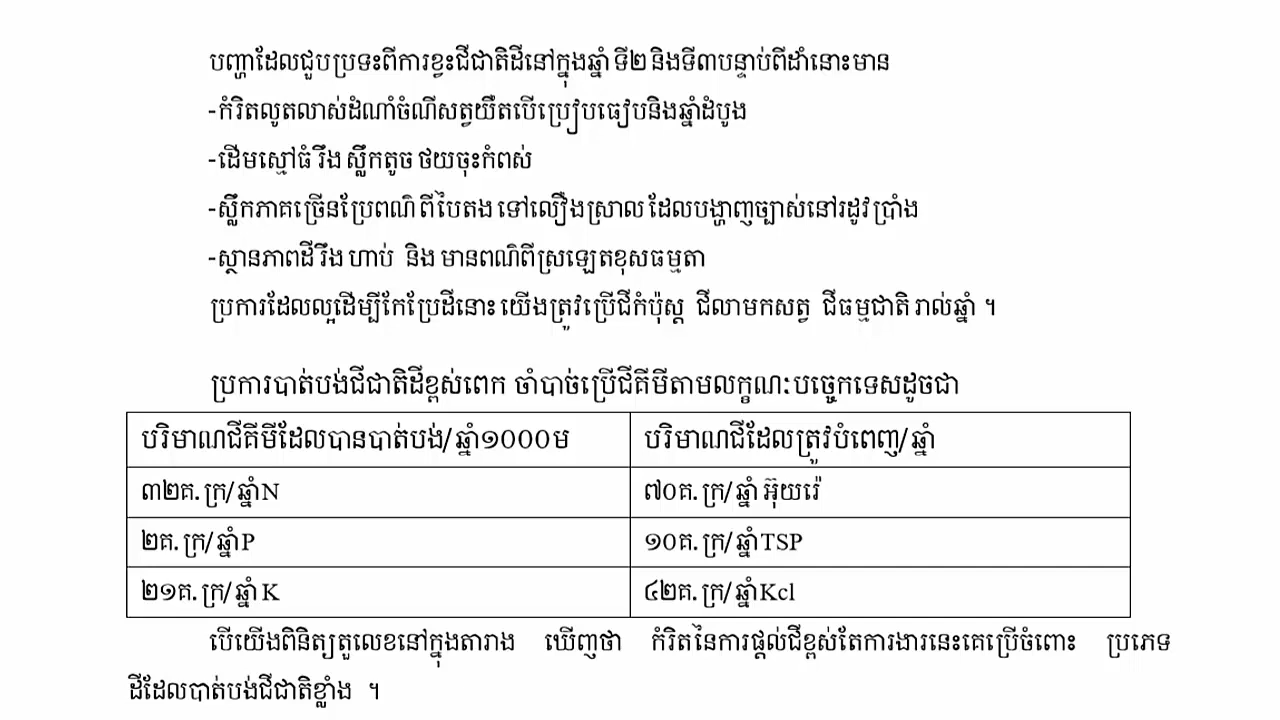 បញ្ហាដែលជួបប្រទះពីការខ្វះជីជាតិដីនៅក្នុងឆ្នាំ ទី២ និងទី៣បន្ទាប់ពីដាំនោះមាន
-កំរិតលូតលាស់ដំណាំចំណីសត្វយឺតបើប្រៀបធៀបនិងឆ្នាំដំបូង
-ដើមស្មៅធំ រឹង ស្លឹកតូច ថយចុះកំពស់
-ស្លឹកភាគច្រើនប្រែពណ៌ ពីបៃតង ទៅលឿងស្រាល ដែលបង្ហាញច្បាស់នៅរដូវប្រាំង
-ស្ថានភាពដី រឹង ហាប់ និង មានពណ៌ពីស្រឡេតខុសធម្មតា
ប្រការដែលល្អដើម្បីកែប្រែដីនោះ យើងត្រូវប្រើជីកំប៉ុស្ត ជីលាមកសត្វ ជីធម្មជាតិ រាល់ឆ្នាំ ។
ប្រការបាត់បង់ជីជាតិដីខ្ពស់ពេក ចាំបាច់ប្រើជីគីមីតាមលក្ខណៈបច្ចេកទេសដូចជា
បរិមាណជីគីមីដែលបានបាត់បង់/ឆ្នាំ១០០០ម
បរិមាណជីដែលត្រូវបំពេញ/ឆ្នាំ
៣២គ.ក្រ/ឆ្នាំN
៧០គ.ក្រ/ឆ្នាំ អ៊ុយរ៉េ
២គ.ក្រ/ឆ្នាំP
១០គ.ក្រ/ឆ្នាំTSP
២១គ.ក្រ/ឆ្នាំ K
៤២គ.ក្រ/ឆ្នាំKcl
បើយើងពិនិត្យតួលេខនៅក្នុងតារាង ឃើញថា កំរិតនៃការផ្តល់ជីខ្ពស់តែការងារនេះគេប្រើចំពោះ ប្រភេទ
ដីដែលបាត់បង់ជីជាតិខ្លាំង ។